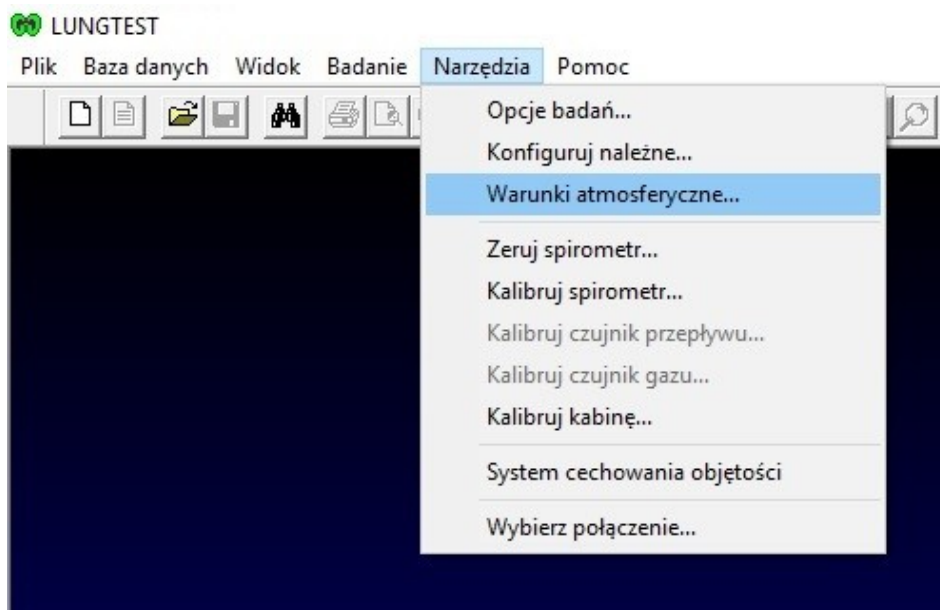 LUNGTEST
Plik Baza danych Widok Badanie Narzędzia Pomoc
Opcje badań...
Konfiguruj należne...
Warunki atmosferyczne...
Zeruj spirometr...
Kalibruj spirometr...
Kalibruj czujnik przepływu...
Kalibruj czujnik gazu...
Kalibruj kabinę...
System cechowania objętości
Wybierz połączenie...